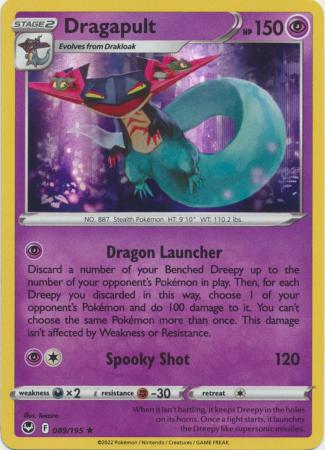 STAGE 2
Dragapult
HP 150
Evolves from Drakloak
NO. 887 Stealth Pokémon HT: 9'10" WT: 110.2 lbs.
Dragon Launcher
Discard a number of your Benched Dreepy up to the
number of your opponent's Pokémon in play. Then, for each
Dreepy you discarded in this way, choose 1 of your
opponent's Pokémon and do 100 damage to it. You can't
choose the same Pokémon more than once. This damage
isn't affected by Weakness or Resistance.
Spooky Shot 120
weakness ×2 resistance -30 retreat
Illus. Teeziro
F 089/195 ★
When it isn't battling, it keeps Dreepy in the holes
on its horns. Once a fight starts, it launches
the Dreepy like supersonic missiles.
©2022 Pokémon / Nintendo / Creatures / GAME FREAK